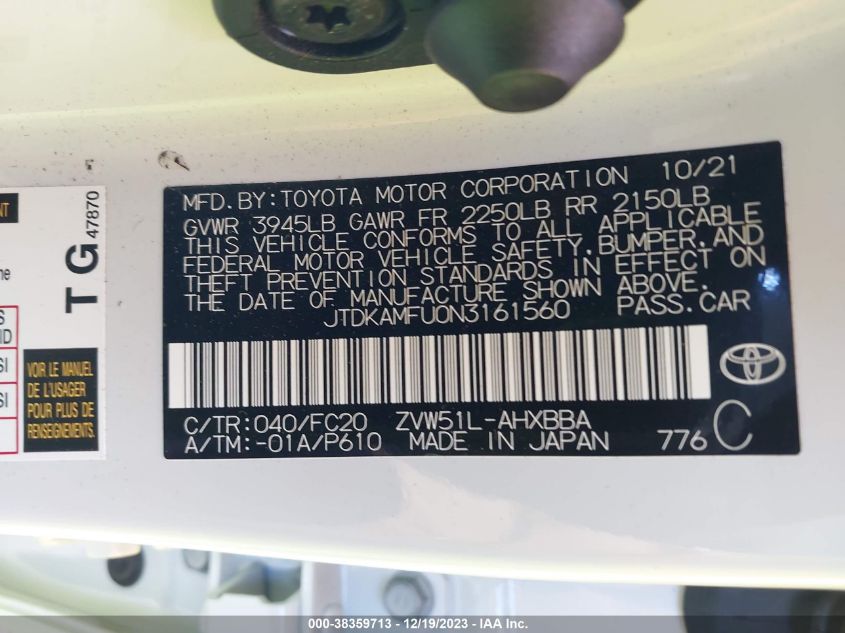 MFD.BY:TOYOTA MOTOR CORPORATION 10/21
GVWR 3945LB GAWR FR 2250LB RR 2150LB
THIS VEHICLE CONFORMS TO ALL APPLICABLE
FEDERAL MOTOR VEHICLE SAFETY,BUMPER,AND
THEFT PREVENTION STANDARDS IN EFFECT ON
THE DATE OF MANUFACTURE SHOWN ABOVE.
JTDKAMFU0N3161560 PASS.CAR
C/TR:040/FC20 ZVW51L-AHXBBA
A/TM:-01A/P610 MADE IN JAPAN 776 C
TG
47870
VOIR LE MANUEL
DE L'USAGER
POUR PLUS DE
RENSEIGNEMENTS.
000-38359713 - 12/19/2023 - IAA Inc.